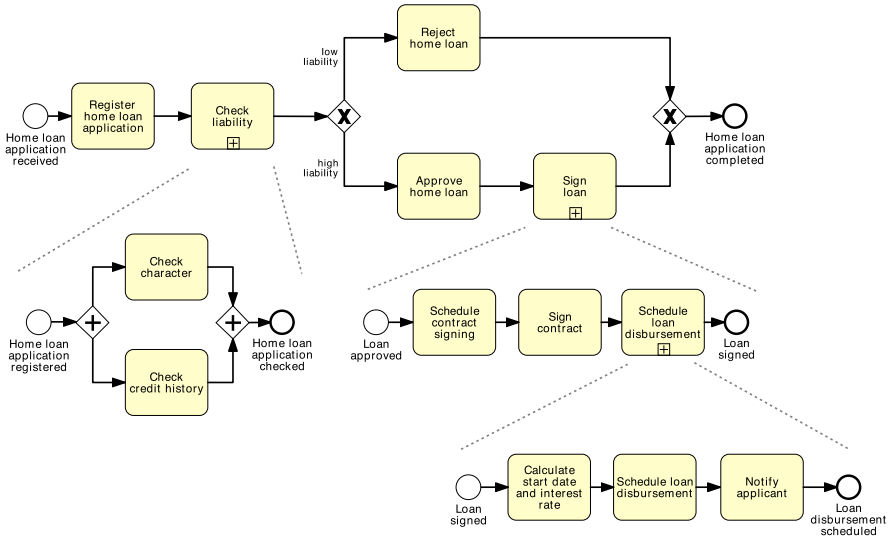 Reject
home loan
low
liability
Register
home loan
application
Check
liability
Home loan
application
received
Home loan
application
completed
high
liability
Approve
home loan
Sign
loan
Check
character
Home loan
application
registered
Home loan
application
checked
Check
credit history
Schedule
contract
signing
Sign
contract
Schedule
loan
disbursement
Loan
approved
Loan
signed
Calculate
start date
and interest
rate
Schedule loan
disbursement
Notify
applicant
Loan
signed
Loan
disbursement
scheduled